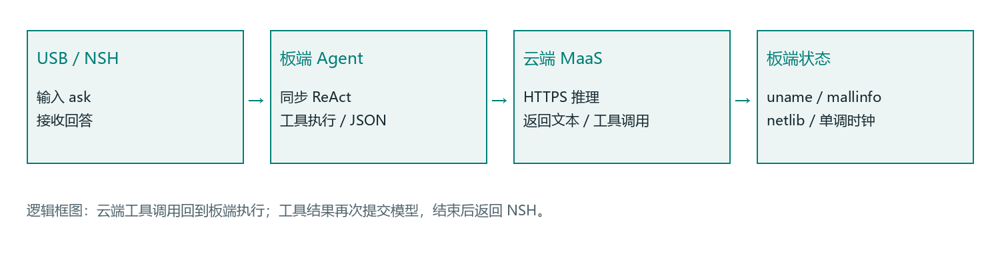 USB / NSH
输入 ask
接收回答
→
板端 Agent
同步 ReAct
工具执行 / JSON
→
云端 MaaS
HTTPS 推理
返回文本 / 工具调用
→
板端状态
uname / mallinfo
netlib / 单调时钟
逻辑框图：云端工具调用回到板端执行；工具结果再次提交模型，结束后返回 NSH。